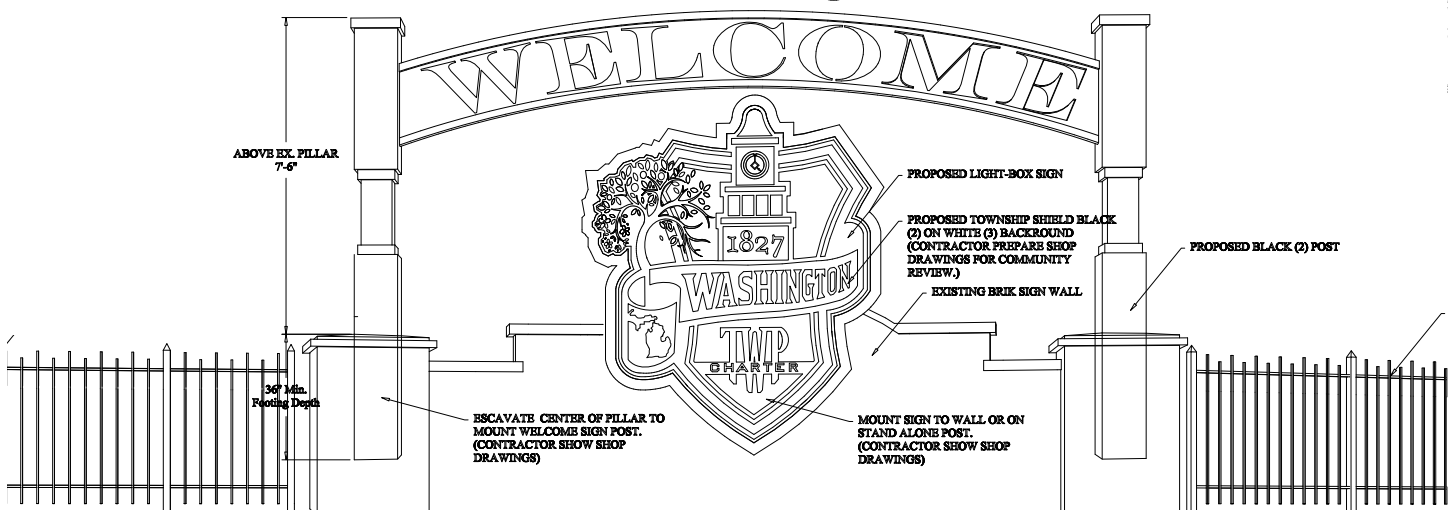 WELCOME
ABOVE EX. PILLAR
7'-6"
PROPOSED LIGHT-BOX SIGN
PROPOSED TOWNSHIP SHIELD BLACK
(2) ON WHITE (3) BACKROUND
(CONTRACTOR PREPARE SHOP
DRAWINGS FOR COMMUNITY
REVIEW.)
PROPOSED BLACK (2) POST
EXISTING BRIK SIGN WALL
1827
WASHINGTON
TWP
CHARTER
36" Min.
Footing Depth
ESCAVATE CENTER OF PILLAR TO
MOUNT WELCOME SIGN POST.
(CONTRACTOR SHOW SHOP
DRAWINGS)
MOUNT SIGN TO WALL OR ON
STAND ALONE POST.
(CONTRACTOR SHOW SHOP
DRAWINGS)